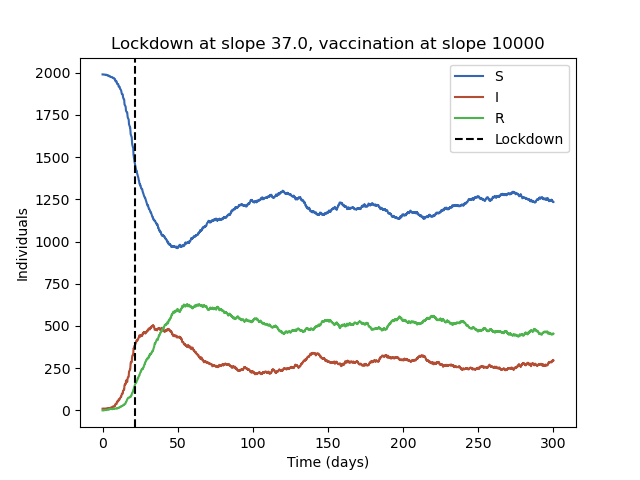 Lockdown at slope 37.0, vaccination at slope 10000
S
I
R
Lockdown
Individuals
2000
1750
1500
1250
1000
750
500
250
0
0 50 100 150 200 250 300
Time (days)